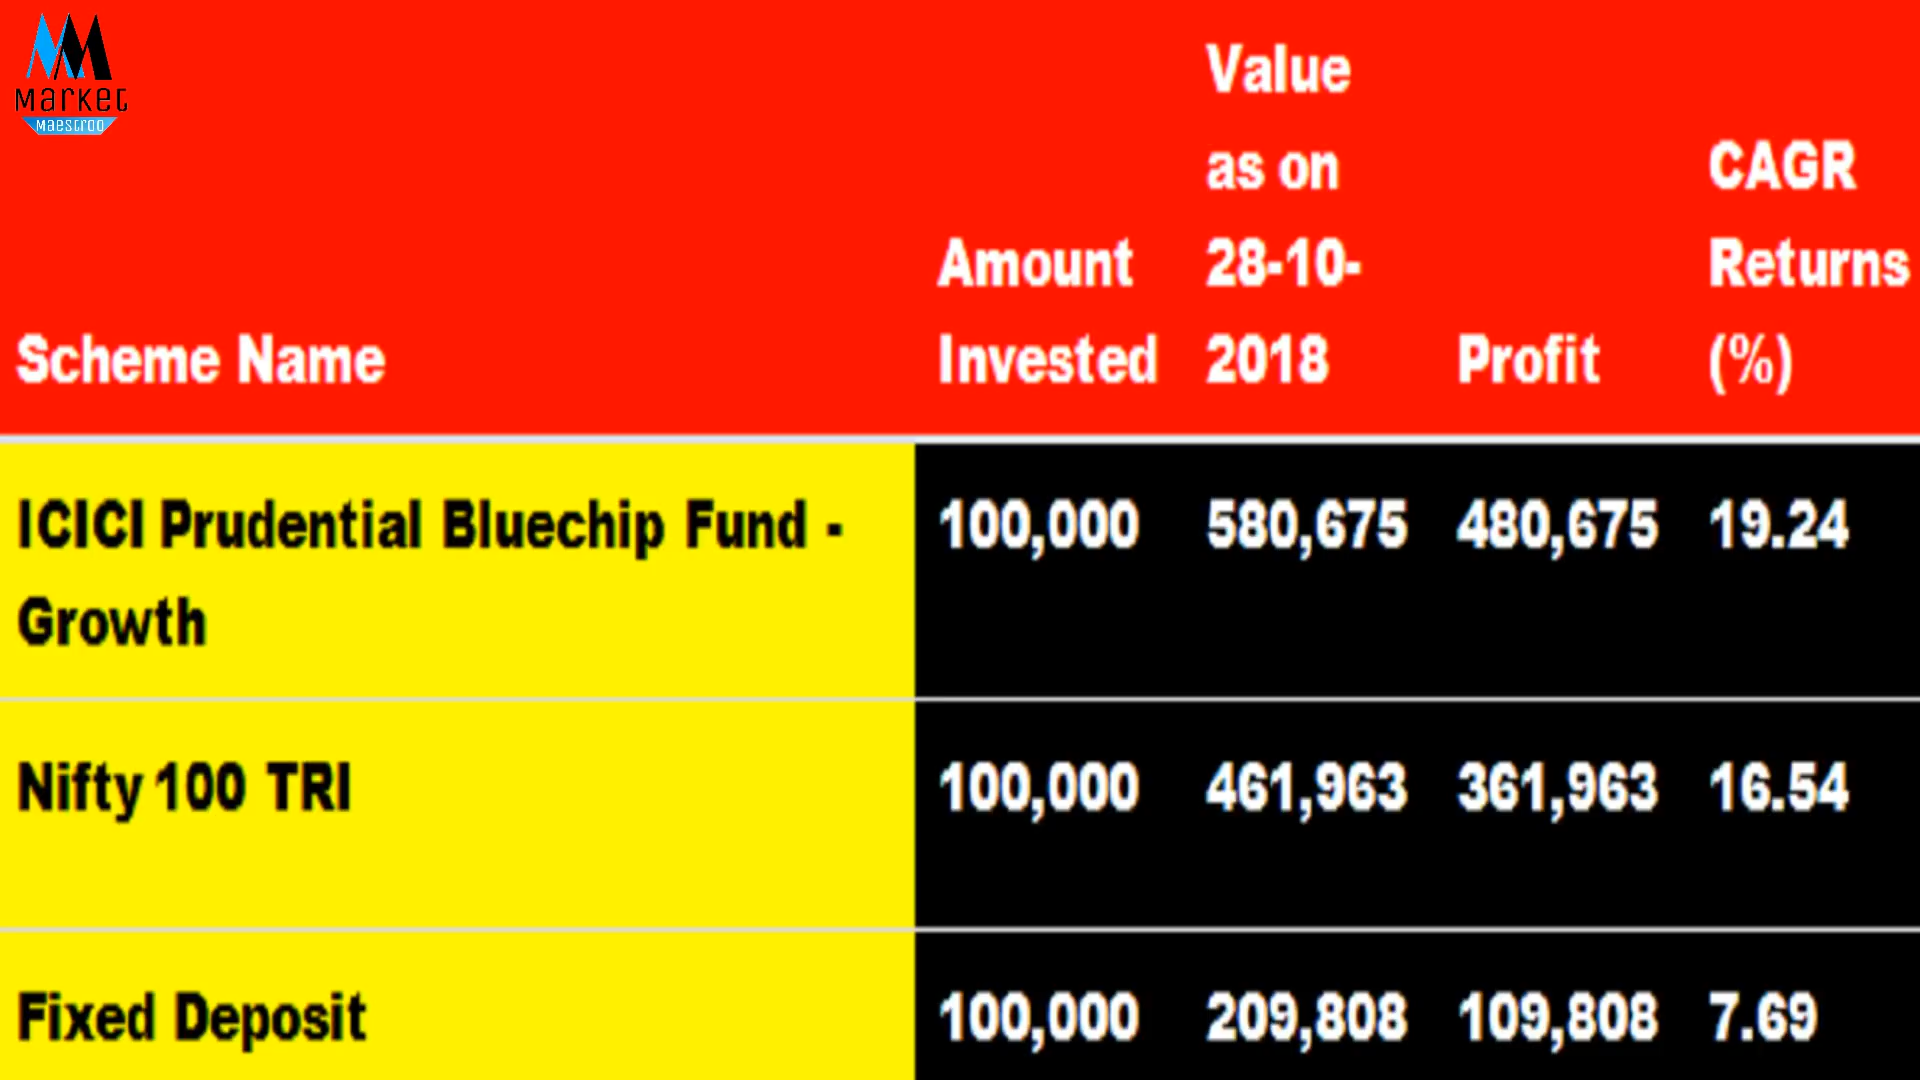 Market
Maestroo
Scheme Name
Amount
Invested
Value
as on
28-10-
2018
Profit
CAGR
Returns
(%)
ICICI Prudential Bluechip Fund -
Growth
100,000 580,675 480,675 19.24
Nifty 100 TRI 100,000 461,963 361,963 16.54
Fixed Deposit 100,000 209,808 109,808 7.69